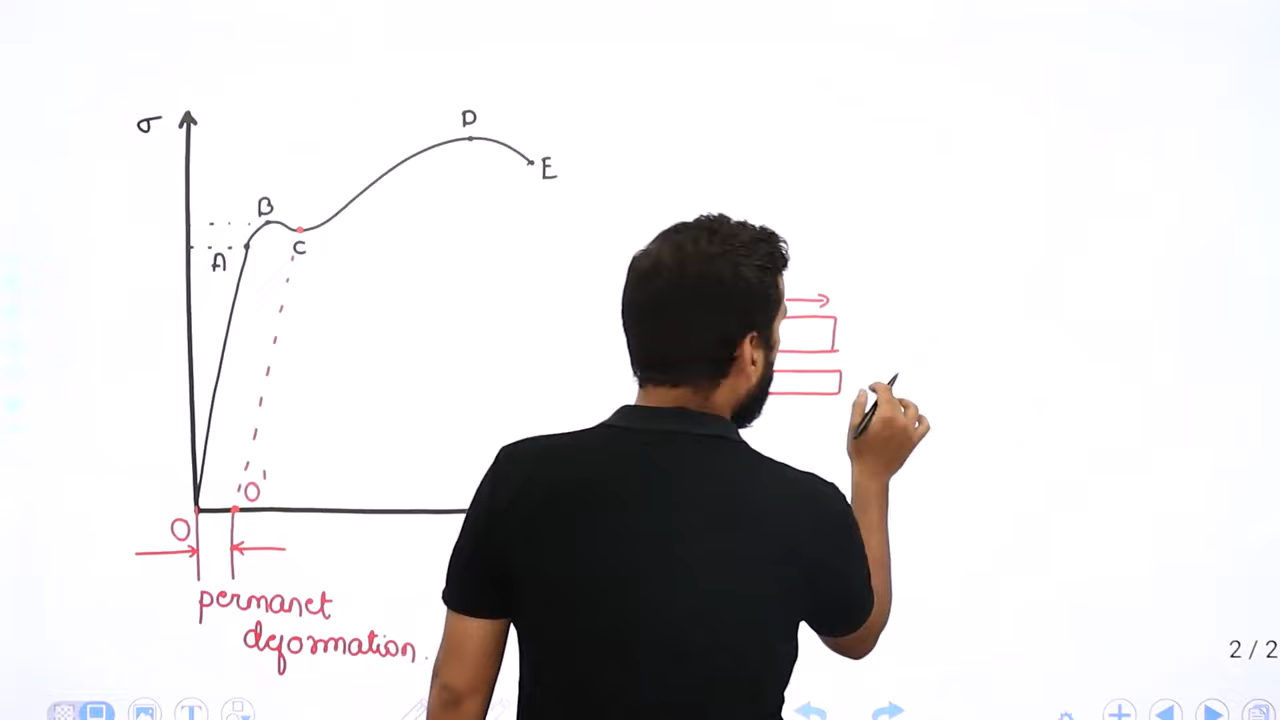 σ
D
E
B
A
C
O'
O
permanet
deformation.
2/2
T